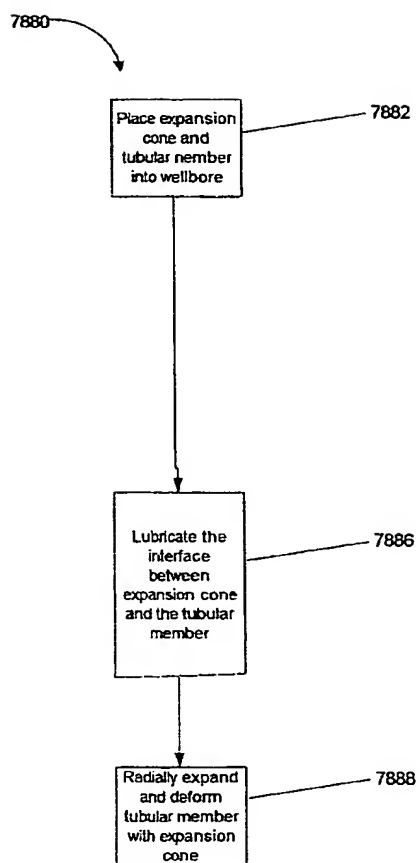 7880
Place expansion
cone and
tubular nember
into wellbore
7882
Lubricate the
interface
between
expansion cone
and the tubular
member
7886
Radially expand
and deform
tubular member
with expansion
cone
7888